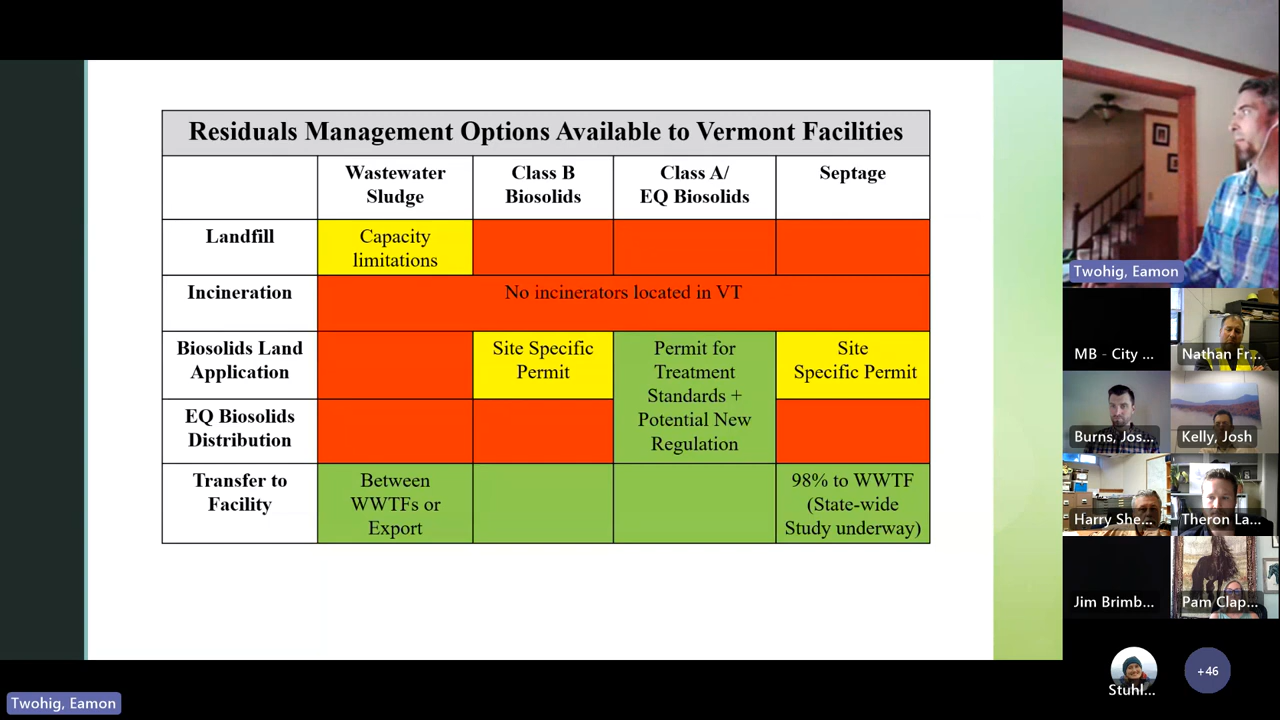 Residuals Management Options Available to Vermont Facilities
Wastewater
Sludge
Class B
Biosolids
Class A/
EQ Biosolids
Septage
Landfill
Capacity
limitations
Incineration
No incinerators located in VT
Biosolids Land
Application
Site Specific
Permit
Permit for
Treatment
Standards +
Potential New
Regulation
Site
Specific Permit
EQ Biosolids
Distribution
Transfer to
Facility
Between
WWTFs or
Export
98% to WWTF
(State-wide
Study underway)
Twohig, Eamon
MB - City ...
Nathan Fr...
Burns, Jos...
Kelly, Josh
Harry She...
Theron La...
Jim Brimb...
Pam Clap...
Stuhl...
+46
Twohig, Eamon